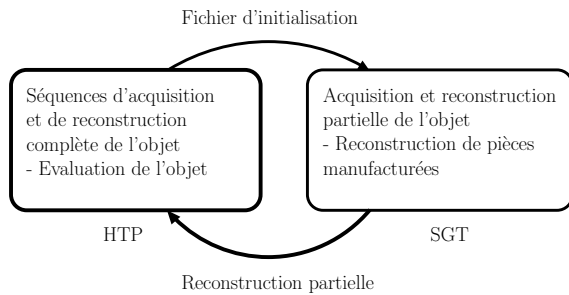 Fichier d'initialisation
Séquences d'acquisition
et de reconstruction
complète de l'objet
- Evaluation de l'objet
Acquisition et reconstruction
partielle de l'objet
- Reconstruction de pièces
manufacturées
HTP
SGT
Reconstruction partielle